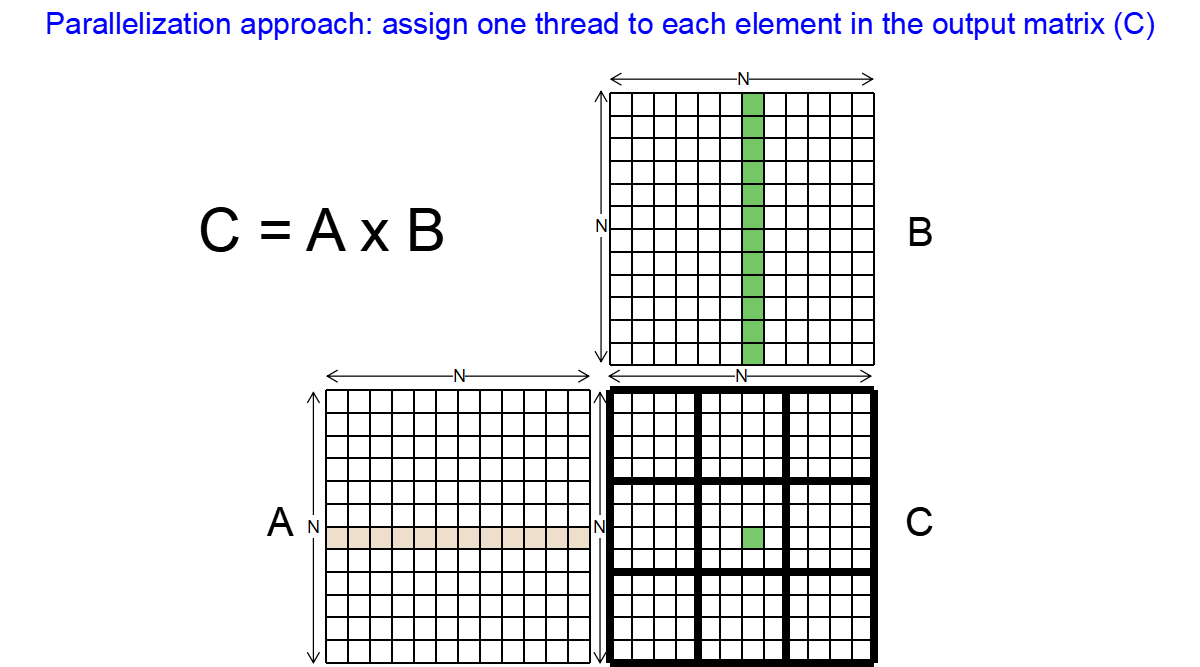 Parallelization approach: assign one thread to each element in the output matrix (C)
N
N
C = A x B
B
N
N
A
N
N
C